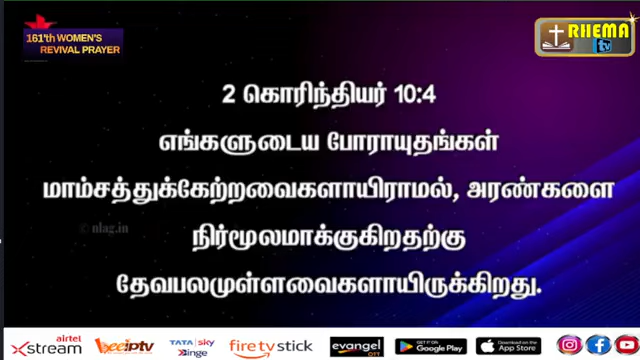 161'th WOMEN'S
REVIVAL PRAYER
RHEMA
tv
2 கொரிந்தியர் 10:4
எங்களுடைய போராயுதங்கள்
மாம்சத்துக்கேற்றவைகளாயிராமல், அரண்களை
நிர்மூலமாக்குகிறதற்கு
தேவபலமுள்ளவைகளாயிருக்கிறது.
© nlag.in
airtel
Xstream
iptv
TATA sky
Binge
fire tv stick
evangel
OTT
GET IT ON
Google Play
Download on the
App Store